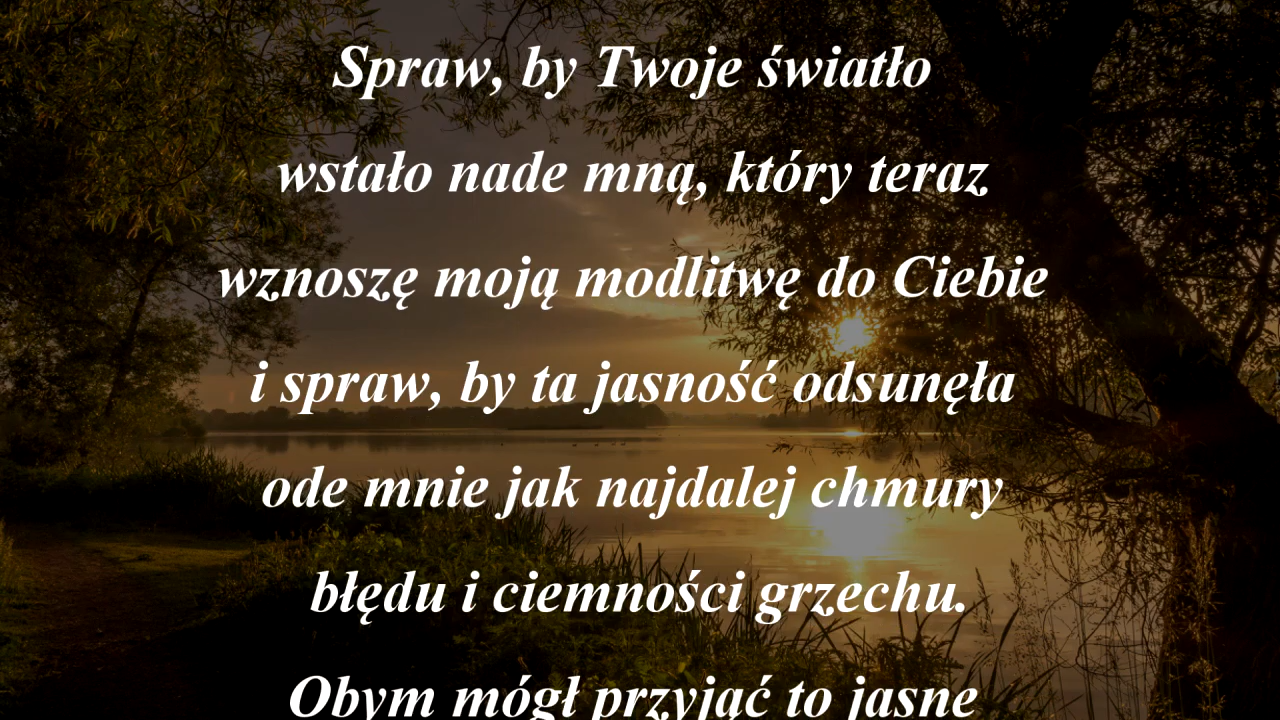 Spraw, by Twoje światło
wstało nade mną, który teraz
wznoszę moją modlitwę do Ciebie
i spraw, by ta jasność odsunęła
ode mnie jak najdalej chmury
błędu i ciemności grzechu.
Obym mógł przyjąć to jasne